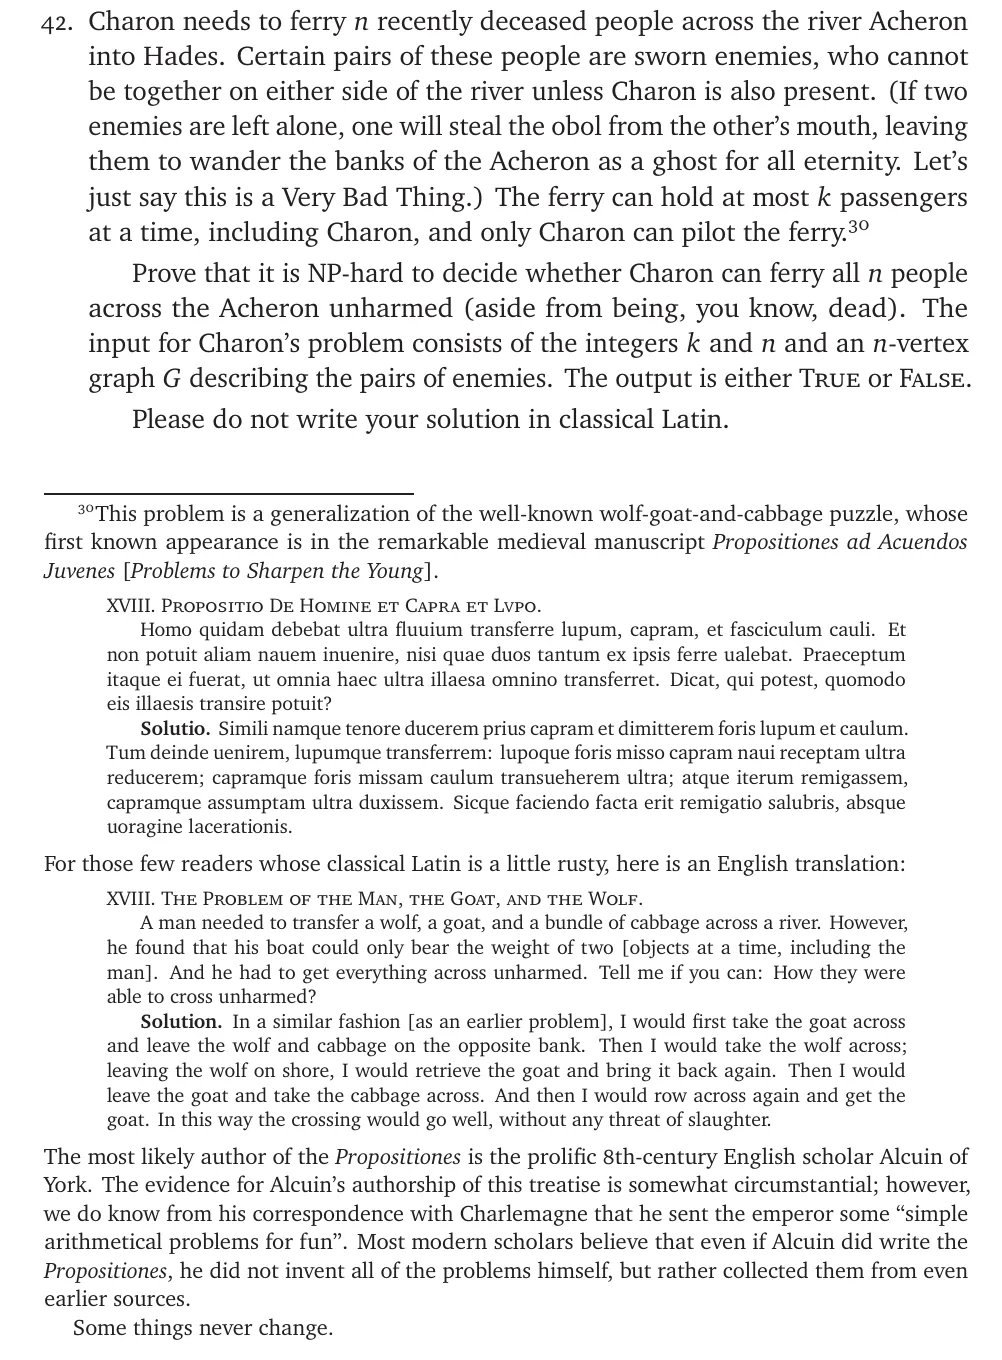 42. Charon needs to ferry n recently deceased people across the river Acheron
into Hades. Certain pairs of these people are sworn enemies, who cannot
be together on either side of the river unless Charon is also present. (If two
enemies are left alone, one will steal the obol from the other’s mouth, leaving
them to wander the banks of the Acheron as a ghost for all eternity. Let’s
just say this is a Very Bad Thing.) The ferry can hold at most k passengers
at a time, including Charon, and only Charon can pilot the ferry.³⁰
Prove that it is NP-hard to decide whether Charon can ferry all n people
across the Acheron unharmed (aside from being, you know, dead). The
input for Charon’s problem consists of the integers k and n and an n-vertex
graph G describing the pairs of enemies. The output is either TRUE or FALSE.
Please do not write your solution in classical Latin.
³⁰This problem is a generalization of the well-known wolf-goat-and-cabbage puzzle, whose
first known appearance is in the remarkable medieval manuscript Propositiones ad Acuendos
Juvenes [Problems to Sharpen the Young].
XVIII. PROPOSITIO DE HOMINE ET CAPRA ET LVPO.
Homo quidam debebat ultra fluuium transferre lupum, capram, et fasciculum cauli. Et
non potuit aliam nauem inuenire, nisi quae duos tantum ex ipsis ferre ualebat. Praeceptum
itaque ei fuerat, ut omnia haec ultra illaesa omnino transferret. Dicat, qui potest, quomodo
eis illaesis transire potuit?
Solutio. Simili namque tenore ducerem prius capram et dimitterem foris lupum et caulum.
Tum deinde uenirem, lupumque transferrem: lupoque foris misso capram naui receptam ultra
reducerem; capramque foris missam caulum transueherem ultra; atque iterum remigassem,
capramque assumptam ultra duxissem. Sicque faciendo facta erit remigatio salubris, absque
uoragine lacerationis.
For those few readers whose classical Latin is a little rusty, here is an English translation:
XVIII. THE PROBLEM OF THE MAN, THE GOAT, AND THE WOLF.
A man needed to transfer a wolf, a goat, and a bundle of cabbage across a river. However,
he found that his boat could only bear the weight of two [objects at a time, including the
man]. And he had to get everything across unharmed. Tell me if you can: How they were
able to cross unharmed?
Solution. In a similar fashion [as an earlier problem], I would first take the goat across
and leave the wolf and cabbage on the opposite bank. Then I would take the wolf across;
leaving the wolf on shore, I would retrieve the goat and bring it back again. Then I would
leave the goat and take the cabbage across. And then I would row across again and get the
goat. In this way the crossing would go well, without any threat of slaughter.
The most likely author of the Propositiones is the prolific 8th-century English scholar Alcuin of
York. The evidence for Alcuin’s authorship of this treatise is somewhat circumstantial; however,
we do know from his correspondence with Charlemagne that he sent the emperor some “simple
arithmetical problems for fun”. Most modern scholars believe that even if Alcuin did write the
Propositiones, he did not invent all of the problems himself, but rather collected them from even
earlier sources.
Some things never change.